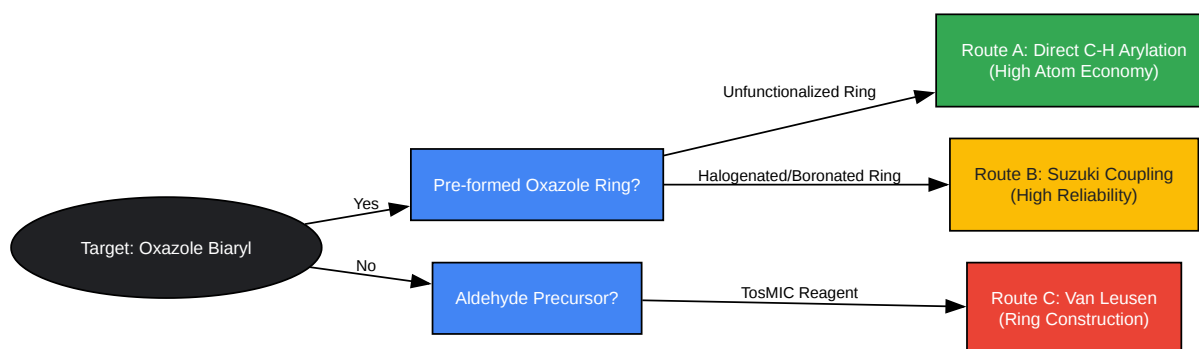 Route A: Direct C-H Arylation
(High Atom Economy)
Unfunctionalized Ring
Route B: Suzuki Coupling
(High Reliability)
Halogenated/Boronated Ring
Pre-formed Oxazole Ring?
Yes
Target: Oxazole Biaryl
No
Aldehyde Precursor?
TosMIC Reagent
Route C: Van Leusen
(Ring Construction)